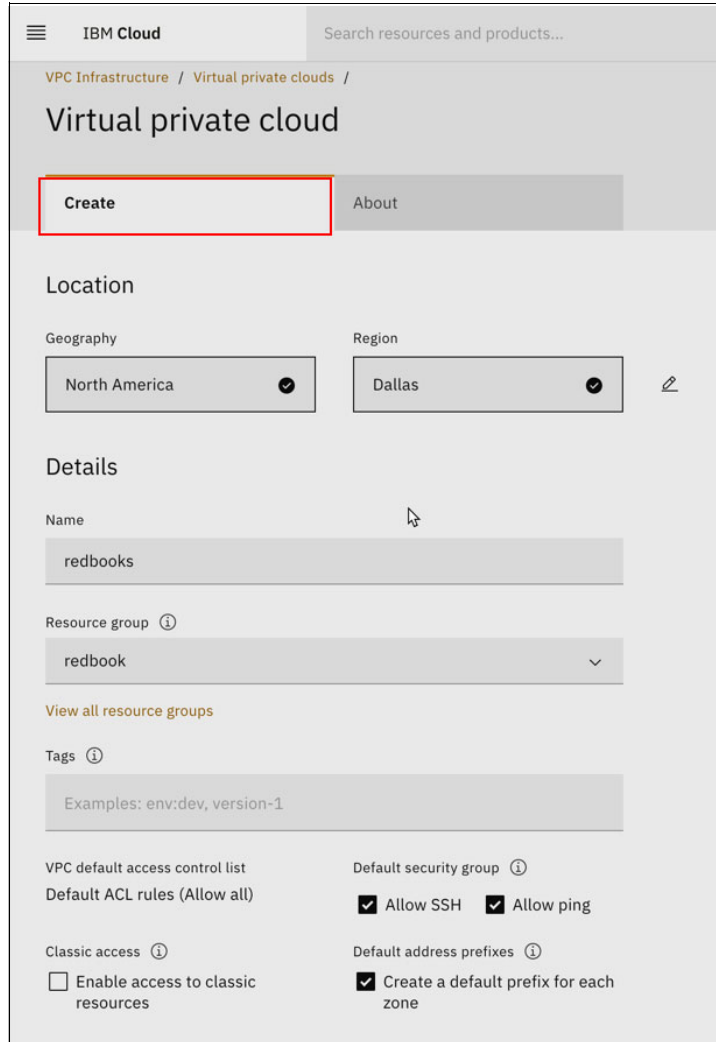 IBM Cloud
Search resources and products...
VPC Infrastructure / Virtual private clouds /
Virtual private cloud
Create
About
Location
Geography
Region
North America
Dallas
Details
Name
redbooks
Resource group
redbook
View all resource groups
Tags
Examples: env:dev, version-1
VPC default access control list
Default ACL rules (Allow all)
Default security group
Allow SSH
Allow ping
Classic access
Enable access to classic
resources
Default address prefixes
Create a default prefix for each
zone